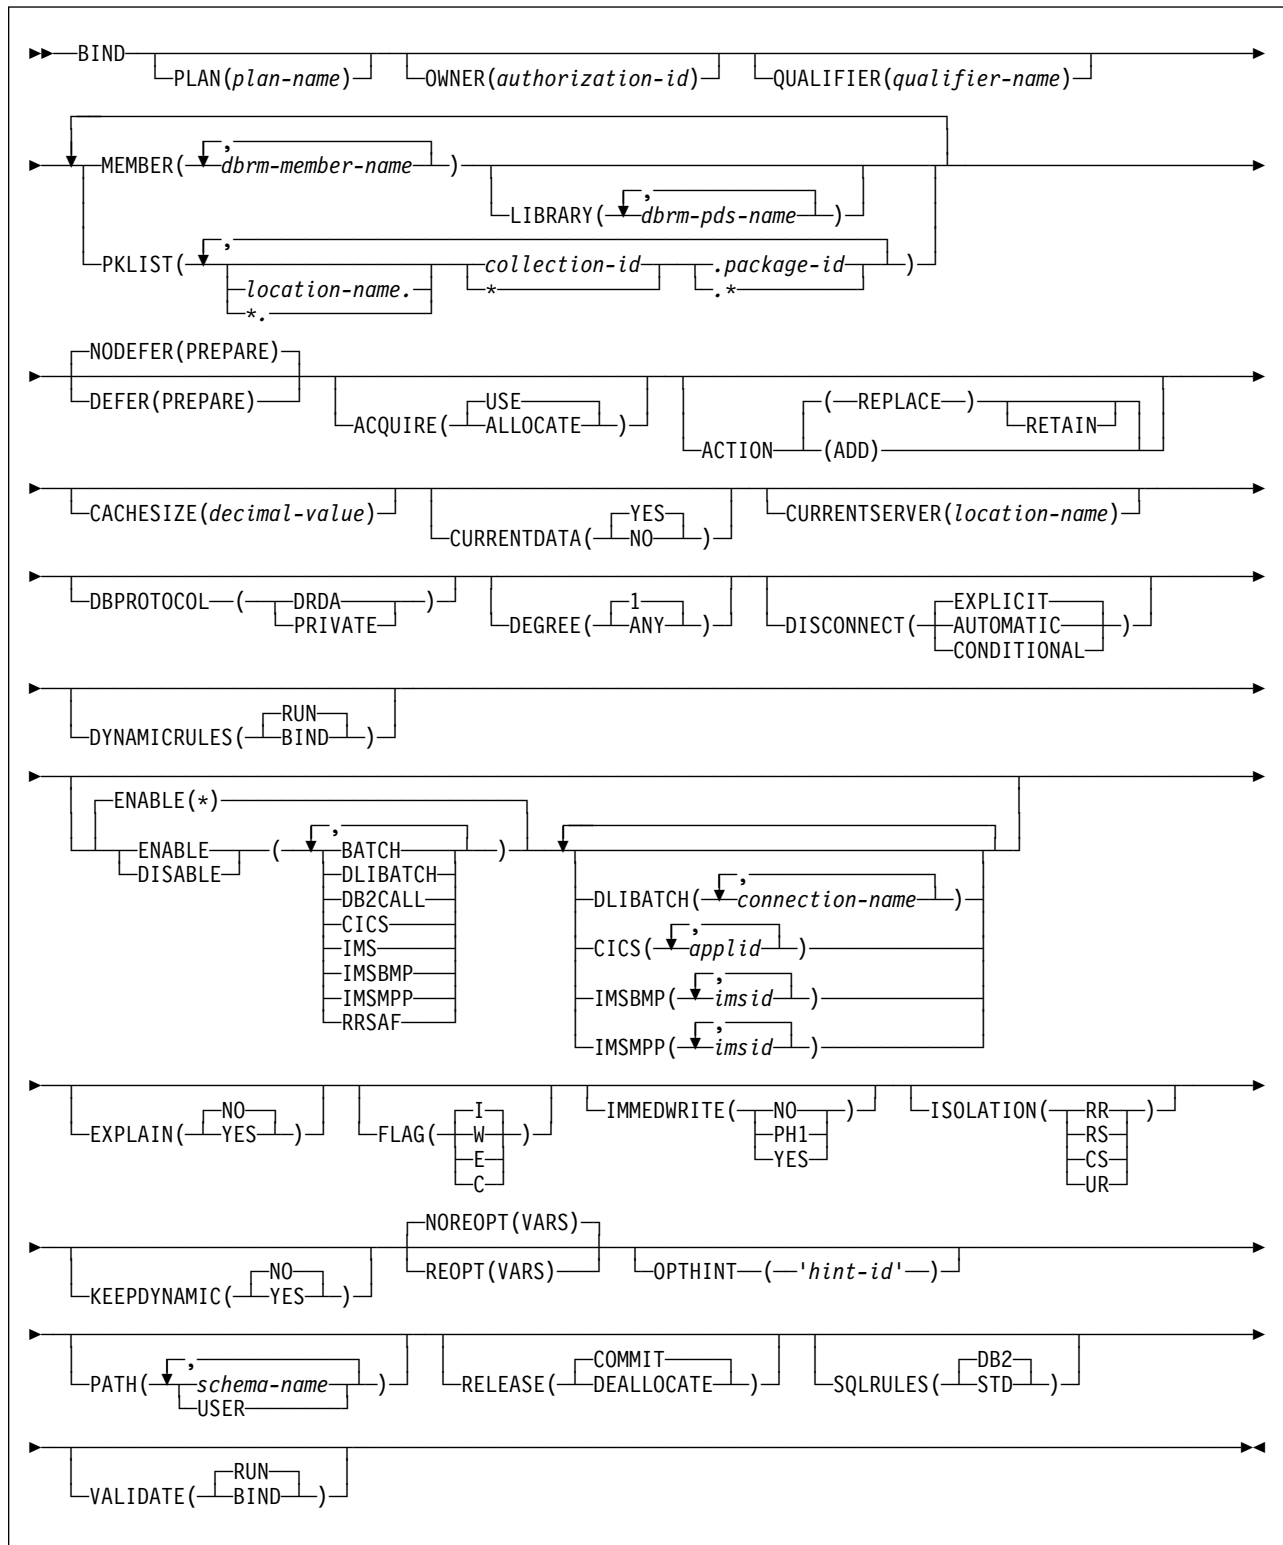 BIND
PLAN(plan-name) OWNER(authorization-id) QUALIFIER(qualifier-name)
,
MEMBER( dbrm-member-name )
,
LIBRARY( dbrm-pds-name )
,
PKLIST( collection-id .package-id )
location-name. * .*
*.
NODEFER(PREPARE)
DEFER(PREPARE)
USE
ACQUIRE( ALLOCATE )
( REPLACE )
RETAIN
ACTION (ADD)
CACHESIZE(decimal-value)
YES
CURRENTDATA( NO )
CURRENTSERVER(location-name)
DBPROTOCOL ( DRDA )
PRIVATE
1
DEGREE( ANY )
EXPLICIT
DISCONNECT( AUTOMATIC )
CONDITIONAL
RUN
DYNAMICRULES( BIND )
ENABLE(*)
,
ENABLE ( BATCH )
DISABLE DLIBATCH
DB2CALL
CICS
IMS
IMSBMP
IMSMPP
RRSAF
,
DLIBATCH( connection-name )
,
CICS( applid )
,
IMSBMP( imsid )
,
IMSMPP( imsid )
NO
EXPLAIN( YES )
I
FLAG( W )
E
C
IMMEDWRITE( NO )
PH1
YES
ISOLATION( RR )
RS
CS
UR
NO
KEEPDYNAMIC( YES )
NOREOPT(VARS)
REOPT(VARS)
OPTHINT ( 'hint-id' )
,
PATH( schema-name )
USER
COMMIT
RELEASE( DEALLOCATE )
DB2
SQLRULES( STD )
RUN
VALIDATE( BIND )